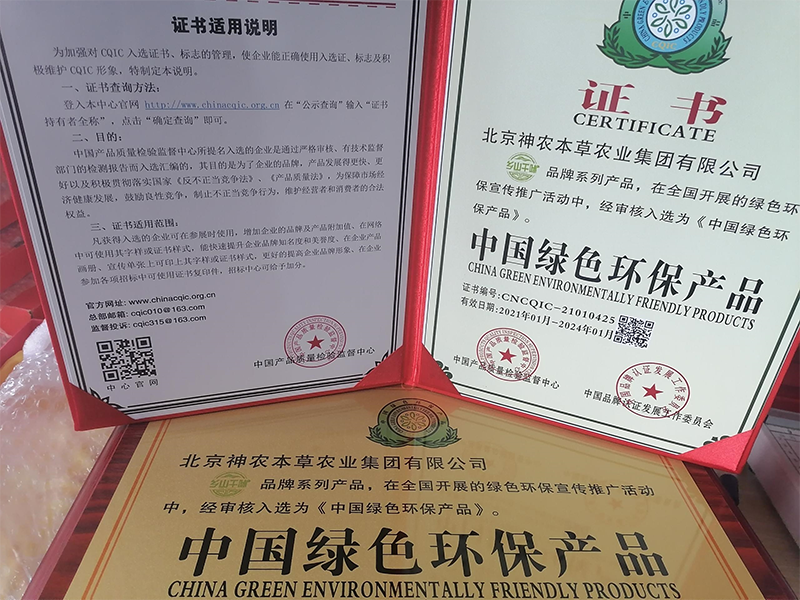 证书适用说明
为加强对CQIC入选证书、标志的管理，使企业能正确使用入选证、标志及积
极维护CQIC形象，特制定本说明。
一、证书查询方法：
登入本中心官网 http://www.chinacqic.org.cn 在“公示查询”输入“证书
持有者全称”，点击“确定查询”即可。
二、目的：
中国产品质量检验监督中心所提名入选的企业是通过严格审核、有技术监督
部门的检测报告而入选汇编的，其目的是为了企业的品牌，产品发展得更快、更
好以及积极贯彻落实国家《反不正当竞争法》、《产品质量法》，为保障市场经
济健康发展，鼓励良性竞争，制止不正当竞争行为，维护经营者和消费者的合法
权益。
三、证书适用范围：
凡获得入选的企业可在参展时使用，增加企业的品牌及产品附加值、在网络
中可使用其字样或证书样式，能快速提升企业品牌知名度和美誉度、在企业产品
画册、宣传单张上可印上其字样或证书样式，更好的提高企业品牌形象、在企业
参加各项招标中可使用证书复印件，招标中心可给予加分。
官方网址：www.chinacqic.org.cn
总部邮箱：cqic010@163.com
监督投诉：cqic315@163.com
中心官网
中国产品质量检验监督中心
CQIC
证书
CERTIFICATE
北京神农本草农业集团有限公司
乡山千味 品牌系列产品，在全国开展的绿色环
保宣传推广活动中，经审核入选为《中国绿色环
保产品》。
中国绿色环保产品
CHINA GREEN ENVIRONMENTALLY FRIENDLY PRODUCTS
证书编号：CNCQIC-21010425
有效日期：2021年01月-2024年01月
中国产品质量检验监督中心
中国品牌认证发展工作委员会
北京神农本草农业集团有限公司
乡山千味 品牌系列产品，在全国开展的绿色环保宣传推广活动
中，经审核入选为《中国绿色环保产品》。
中国绿色环保产品
CHINA GREEN ENVIRONMENTALLY FRIENDLY PRODUCTS